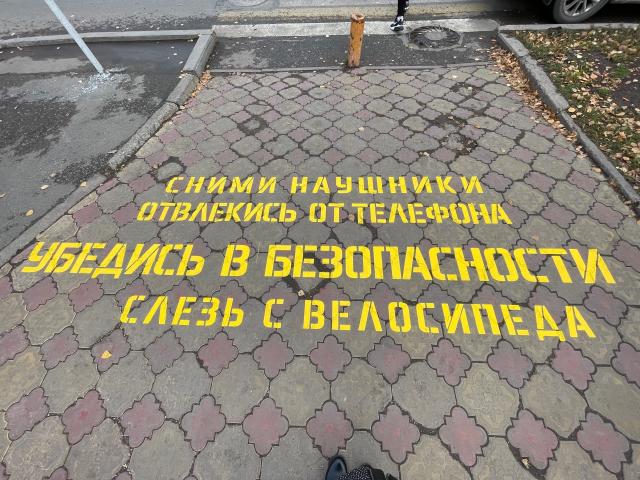 СНИМИ НАУШНИКИ
ОТВЛЕКИСЬ ОТ ТЕЛЕФОНА
УБЕДИСЬ В БЕЗОПАСНОСТИ
СЛЕЗЬ С ВЕЛОСИПЕДА